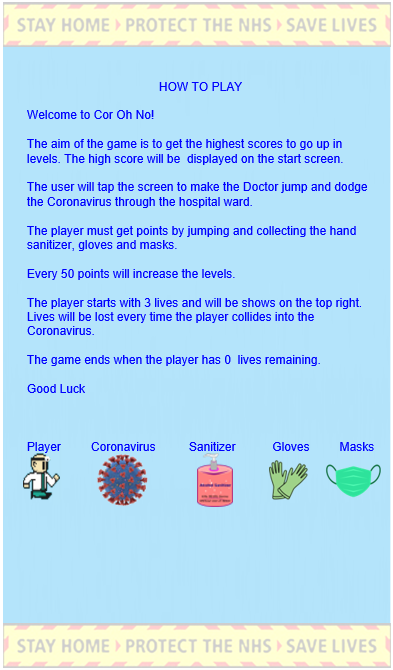 STAY HOME PROTECT THE NHS SAVE LIVES
HOW TO PLAY
Welcome to Cor Oh No!
The aim of the game is to get the highest scores to go up in
levels. The high score will be  displayed on the start screen.
The user will tap the screen to make the Doctor jump and dodge
the Coronavirus through the hospital ward.
The player must get points by jumping and collecting the hand
sanitizer, gloves and masks.
Every 50 points will increase the levels.
The player starts with 3 lives and will be shows on the top right.
Lives will be lost every time the player collides into the
Coronavirus.
The game ends when the player has 0  lives remaining.
Good Luck
Player Coronavirus Sanitizer Gloves Masks
STAY HOME PROTECT THE NHS SAVE LIVES